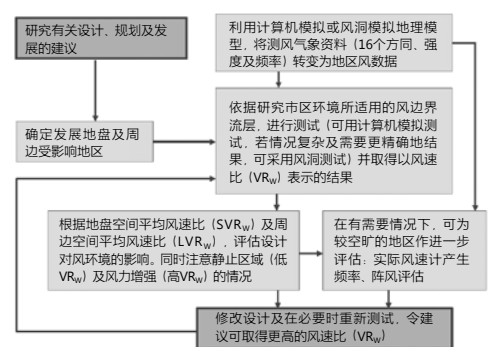 研究有关设计、规划及发
展的建议
利用计算机模拟或风洞模拟地理模
型，将测风气象资料（16个方同、强
度及频率）转变为地区风数据
确定发展地盘及周
边受影响地区
依据研究市区环境所适用的风边界
流层，进行测试（可用计算机模拟测
试，若情况复杂及需要更精确地结
果，可采用风洞测试）并取得以风速
比（VRw）表示的结果
根据地盘空间平均风速比（SVRw）及周
边空间平均风速比（LVRw），评估设计
对风环境的影响。同时注意静止区域（低
VRw）及风力增强（高VRw）的情况
在有需要情况下，可为
较空旷的地区作进一步
评估：实际风速计产生
频率、阵风评估
修改设计及在必要时重新测试，令建
议可取得更高的风速比（VRw）